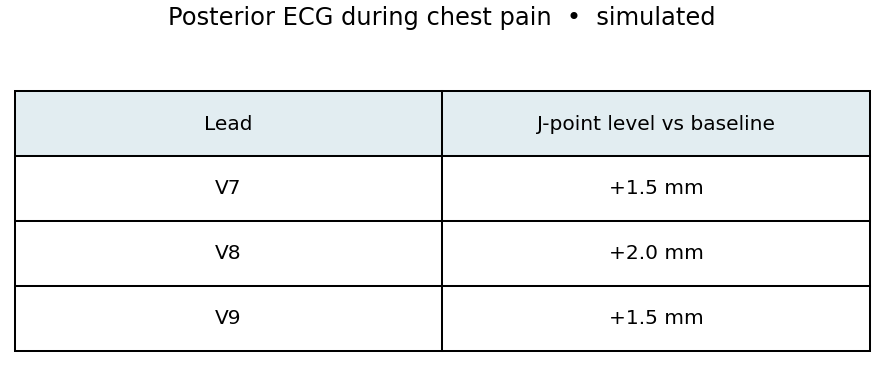 Posterior ECG during chest pain • simulated
Lead J-point level vs baseline
V7 +1.5 mm
V8 +2.0 mm
V9 +1.5 mm